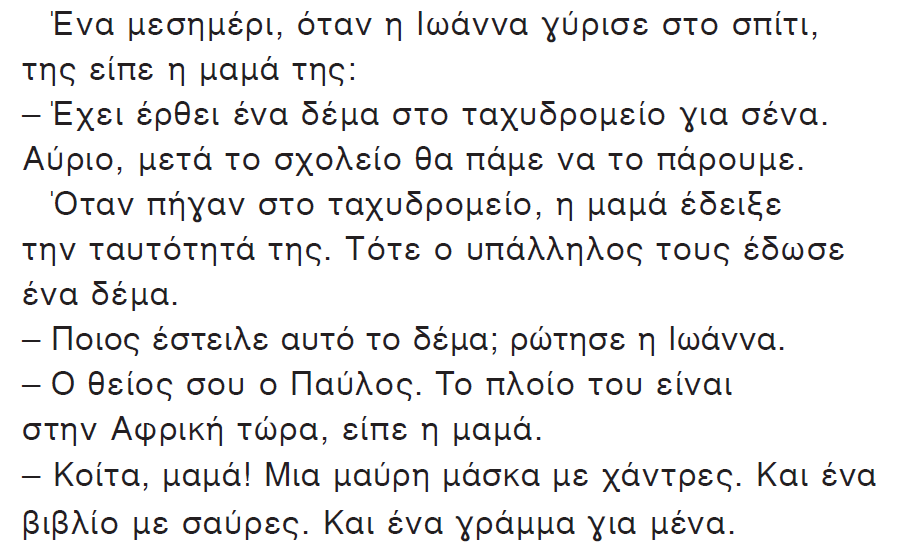 Ένα μεσημέρι, όταν η Ιωάννα γύρισε στο σπίτι,
της είπε η μαμά της:
– Έχει έρθει ένα δέμα στο ταχυδρομείο για σένα.
Αύριο, μετά το σχολείο θα πάμε να το πάρουμε.
Όταν πήγαν στο ταχυδρομείο, η μαμά έδειξε
την ταυτότητά της. Τότε ο υπάλληλος τους έδωσε
ένα δέμα.
– Ποιος έστειλε αυτό το δέμα; ρώτησε η Ιωάννα.
– Ο θείος σου ο Παύλος. Το πλοίο του είναι
στην Αφρική τώρα, είπε η μαμά.
– Κοίτα, μαμά! Μια μαύρη μάσκα με χάντρες. Και ένα
βιβλίο με σαύρες. Και ένα γράμμα για μένα.